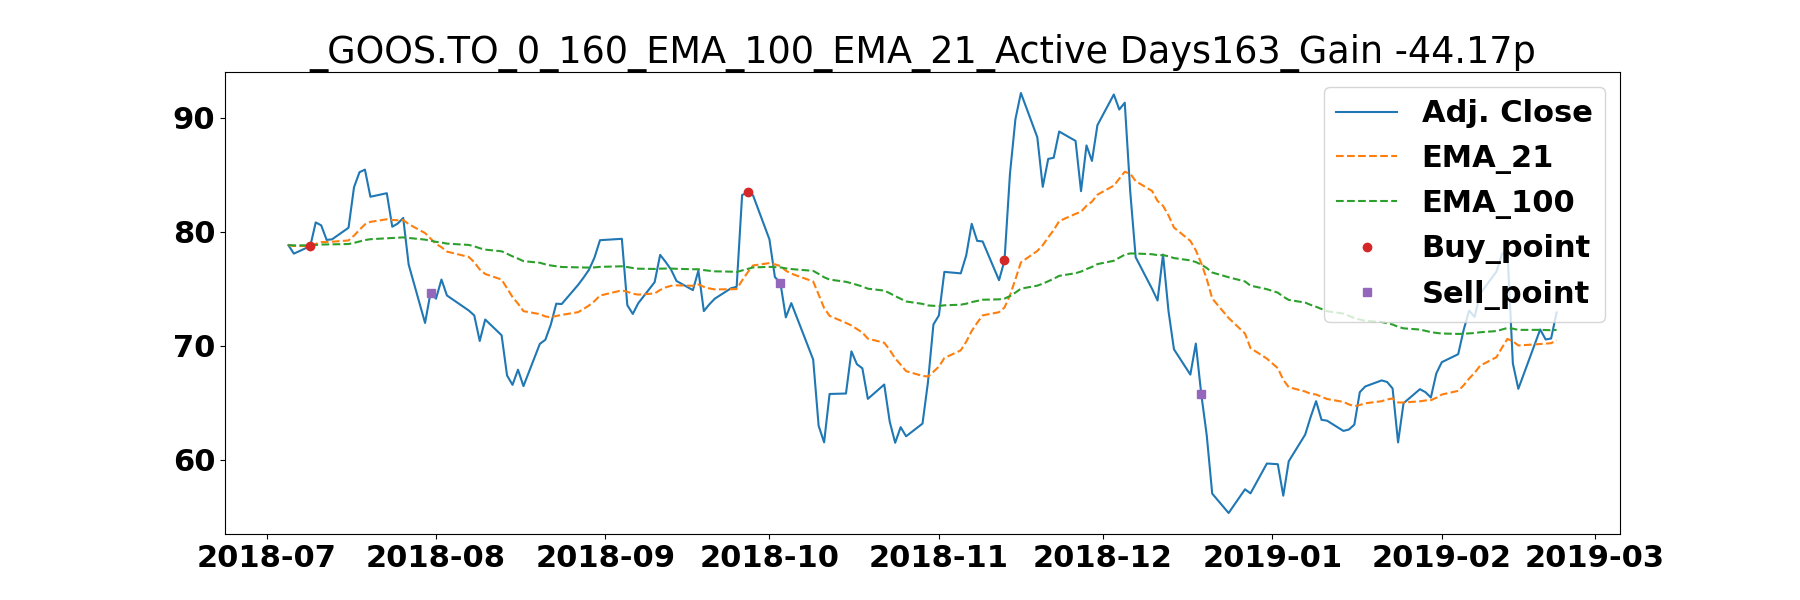 _GOOS.TO_0_160_EMA_100_EMA_21_Active Days163_Gain -44.17p
90
80
70
60
Adj. Close
EMA_21
EMA_100
Buy_point
Sell_point
2018-07 2018-08 2018-09 2018-10 2018-11 2018-12 2019-01 2019-02 2019-03